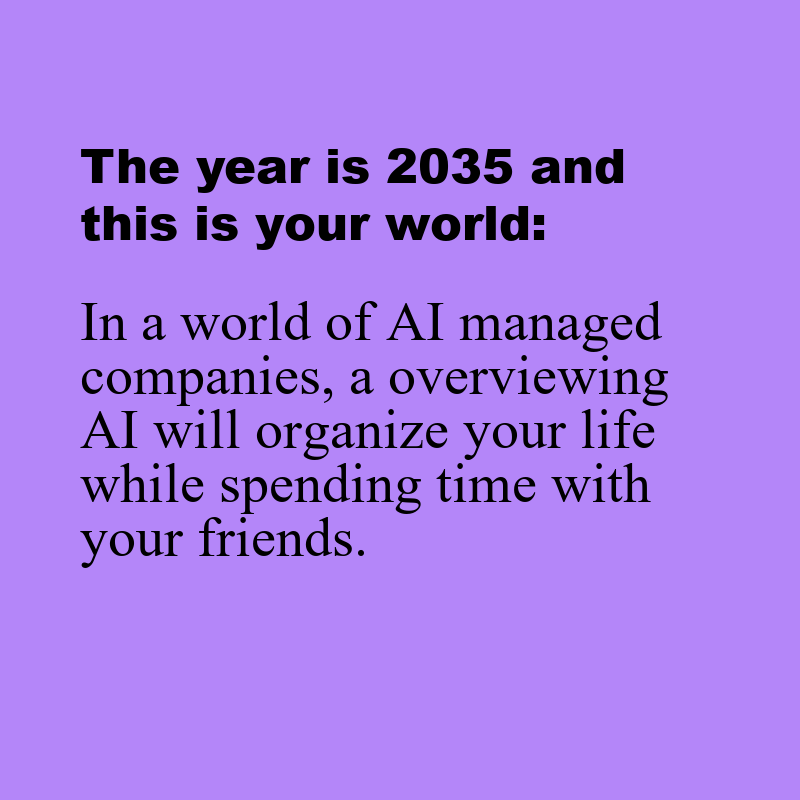 The year is 2035 and
this is your world:
In a world of AI managed
companies, a overviewing
AI will organize your life
while spending time with
your friends.